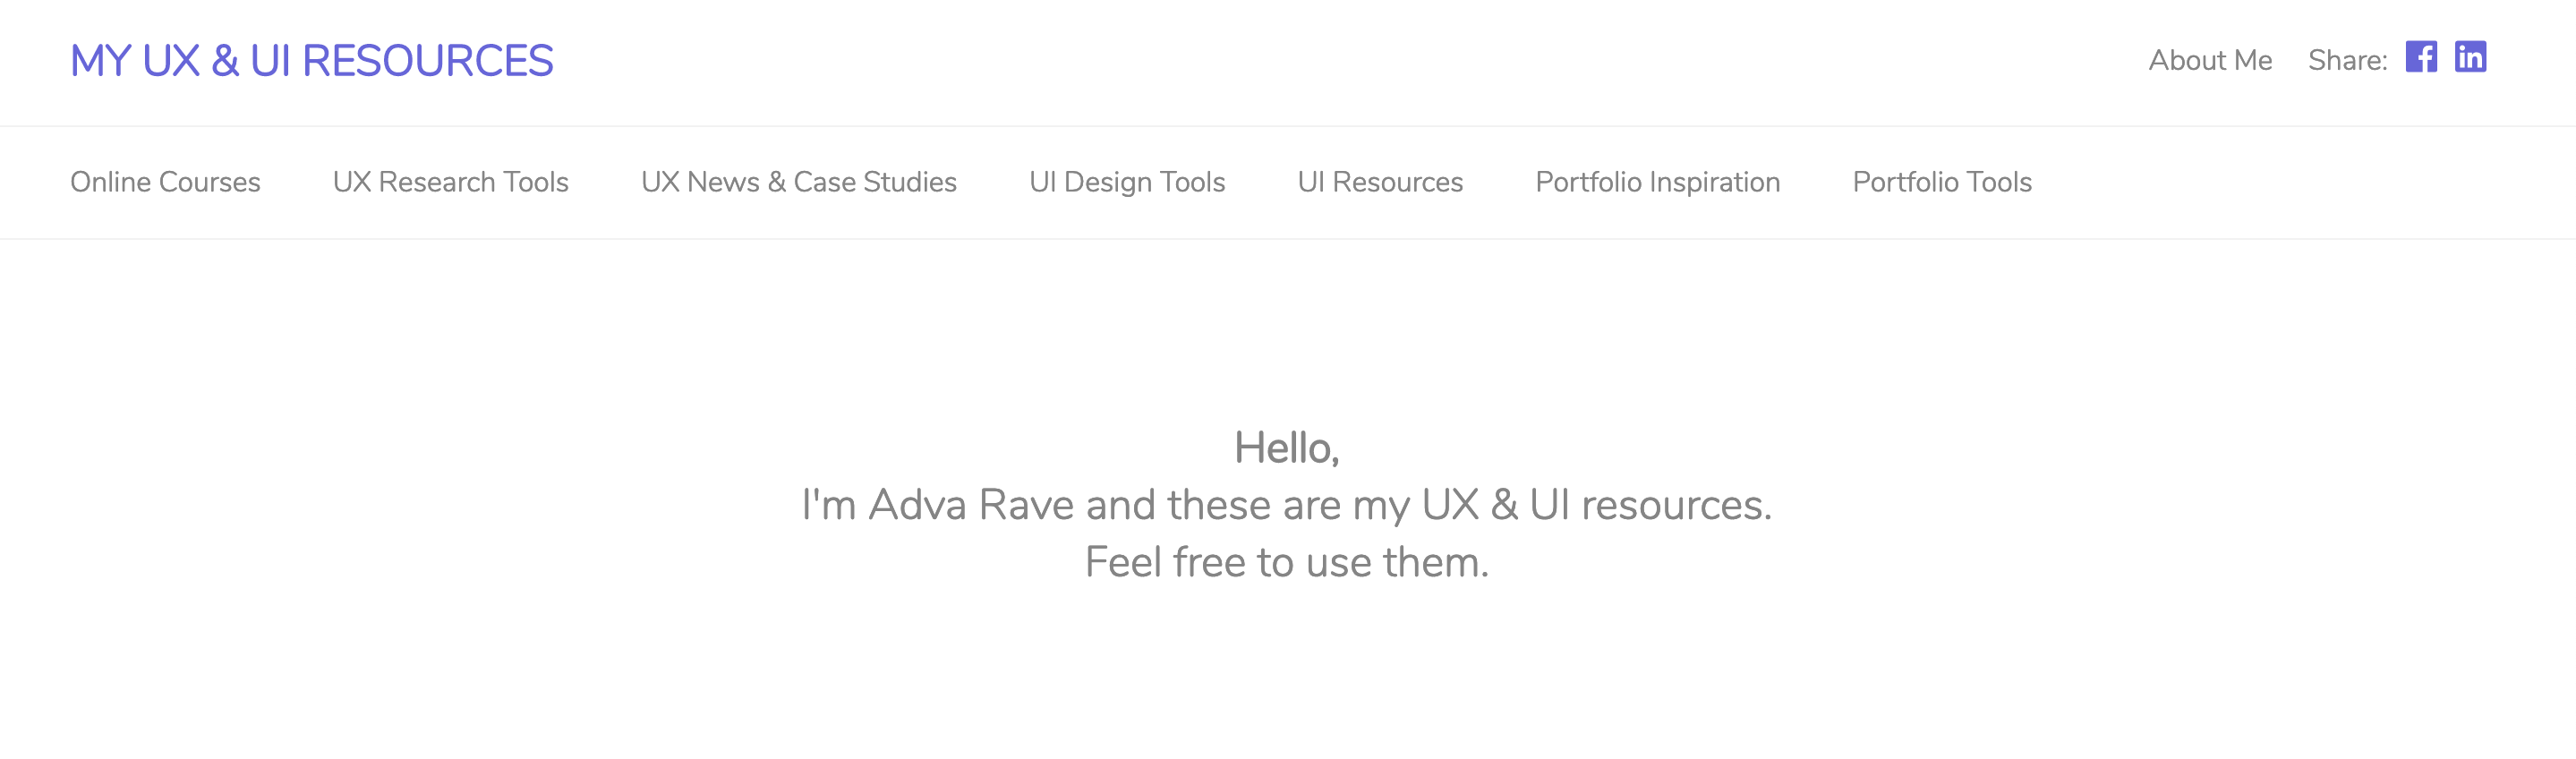 MY UX & UI RESOURCES
About Me Share:
Online Courses UX Research Tools UX News & Case Studies UI Design Tools UI Resources Portfolio Inspiration Portfolio Tools
Hello,
I'm Adva Rave and these are my UX & UI resources.
Feel free to use them.